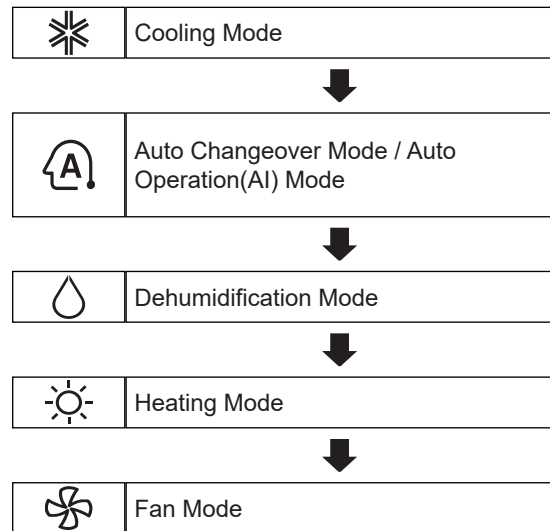 Cooling Mode
A
Auto Changeover Mode / Auto
Operation(AI) Mode
Dehumidification Mode
Heating Mode
Fan Mode